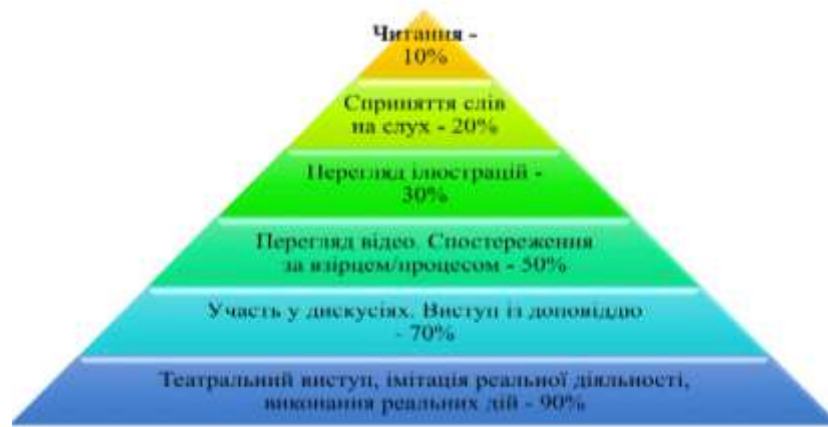 Читання -
10%
Сприняття слів
на слух - 20%
Перегляд ілюстрацій -
30%
Перегляд відео. Спостереження
за взірцем/процесом - 50%
Участь у дискусіях. Виступ із доповіддю
- 70%
Театральний виступ, імітація реальної діяльності,
виконання реальних дій - 90%